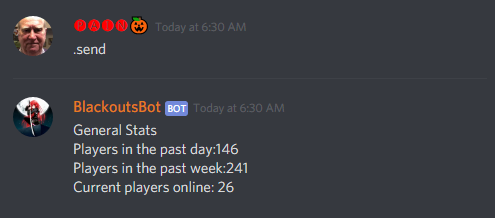 🅟🅐🅘🅝🎃 Today at 6:30 AM
.send
BlackoutsBot BOT Today at 6:30 AM
General Stats
Players in the past day:146
Players in the past week:241
Current players online: 26